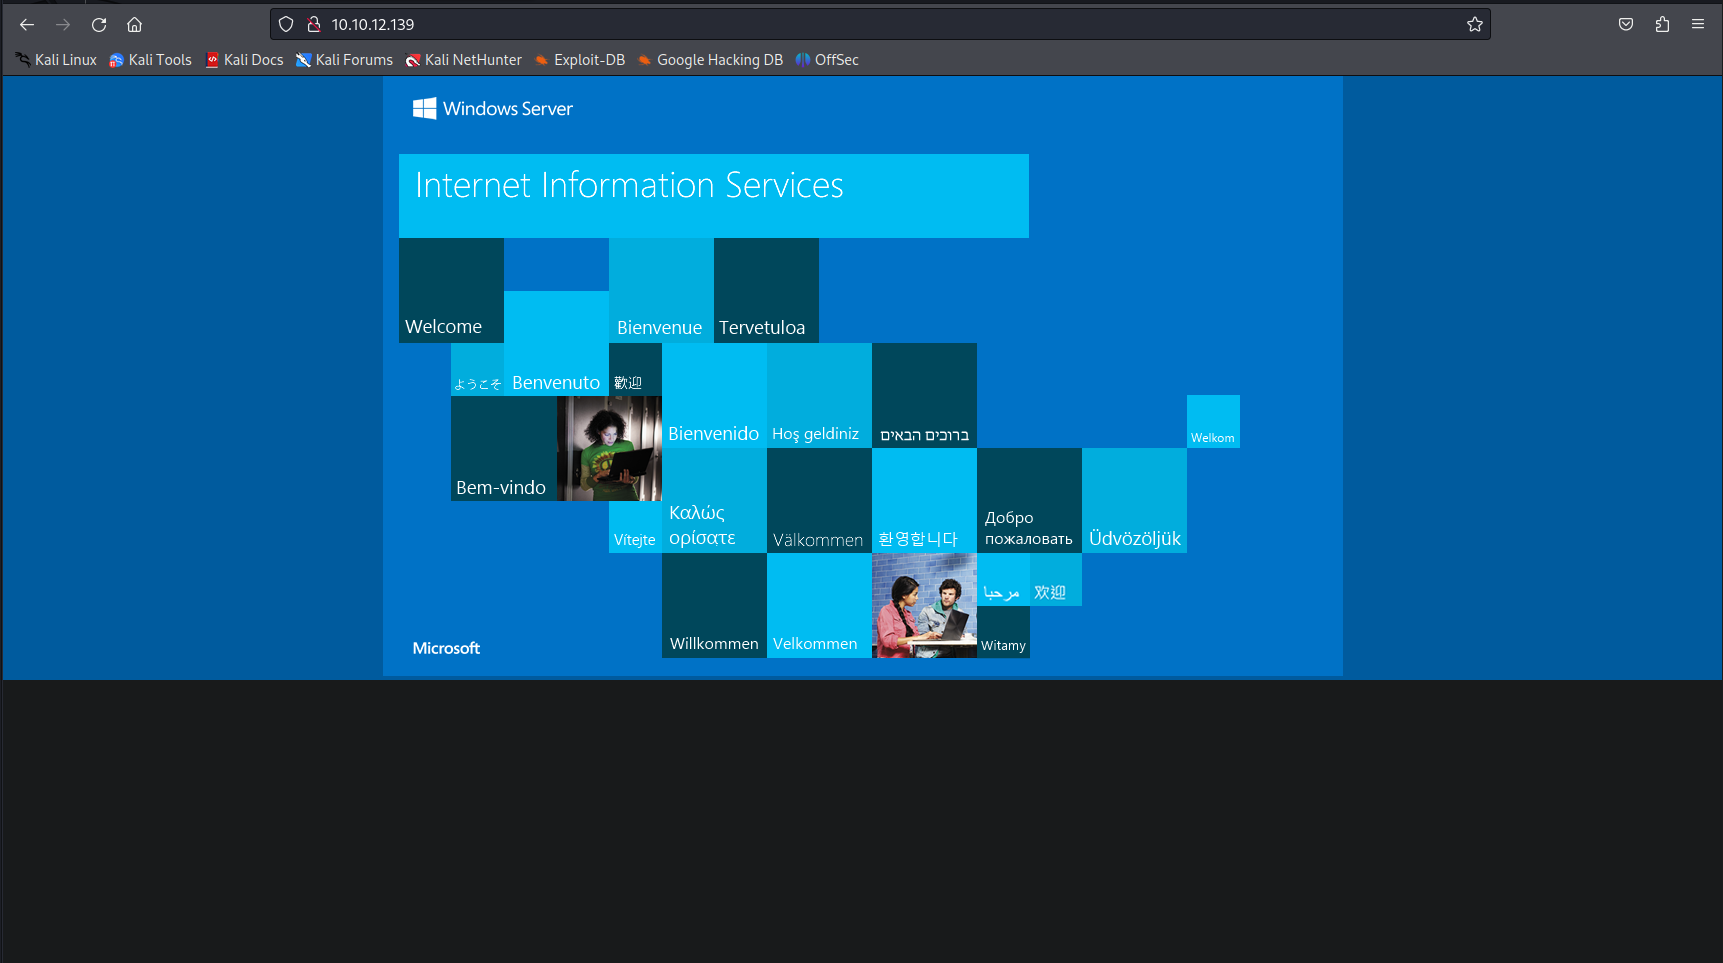 10.10.12.139
Kali Linux Kali Tools Kali Docs Kali Forums Kali NetHunter Exploit-DB Google Hacking DB OffSec
Windows Server
Internet Information Services
Welcome
Bienvenue
Tervetuloa
ようこそ
Benvenuto
歡迎
Bienvenido
Hoş geldiniz
ברוכים הבאים
Welkom
Bem-vindo
Καλώς
ορίσατε
Vítejte
Välkommen
환영합니다
Добро
пожаловать
Üdvözöljük
مرحبا
欢迎
Willkommen
Velkommen
Witamy
Microsoft